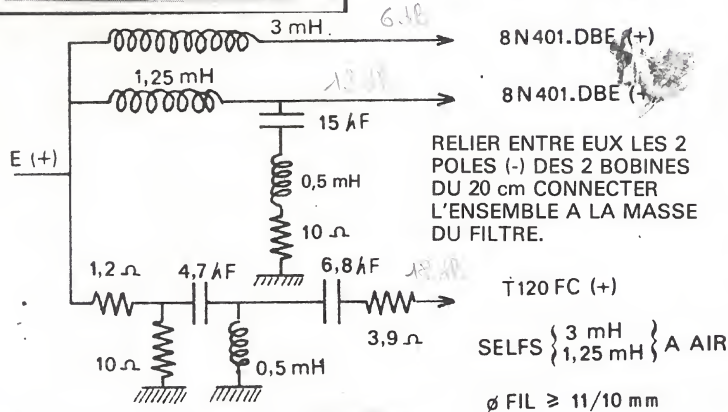 3 mH
8N401.DBE (+)
1,25 mH
8N401.DBE
15 µF
E (+)
0,5 mH
10 Ω
RELIER ENTRE EUX LES 2
POLES (-) DES 2 BOBINES
DU 20 cm CONNECTER
L'ENSEMBLE A LA MASSE
DU FILTRE.
1,2 Ω
4,7 µF
6,8 µF
T120 FC (+)
10 Ω
0,5 mH
3,9 Ω
SELFS { 3 mH
1,25 mH } A AIR
ø FIL ≥ 11/10 mm